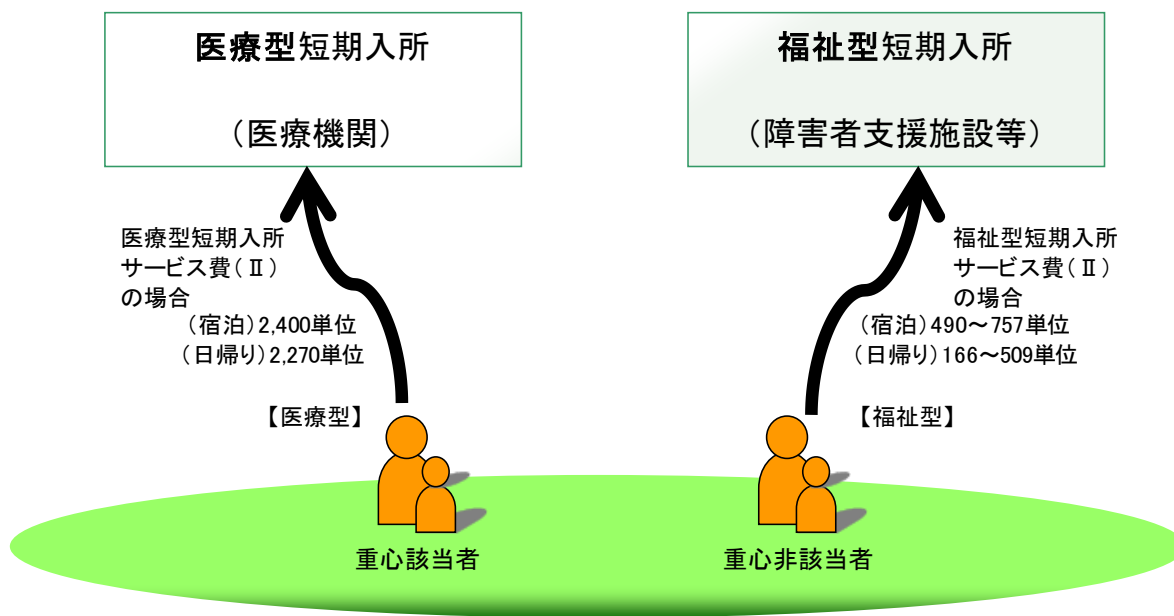 医療型短期入所
（医療機関）
福祉型短期入所
（障害者支援施設等）
医療型短期入所
サービス費（Ⅱ）
の場合
（宿泊）2,400単位
（日帰り）2,270単位
【医療型】
福祉型短期入所
サービス費（Ⅱ）
の場合
（宿泊）490～757単位
（日帰り）166～509単位
【福祉型】
重心該当者
重心非該当者